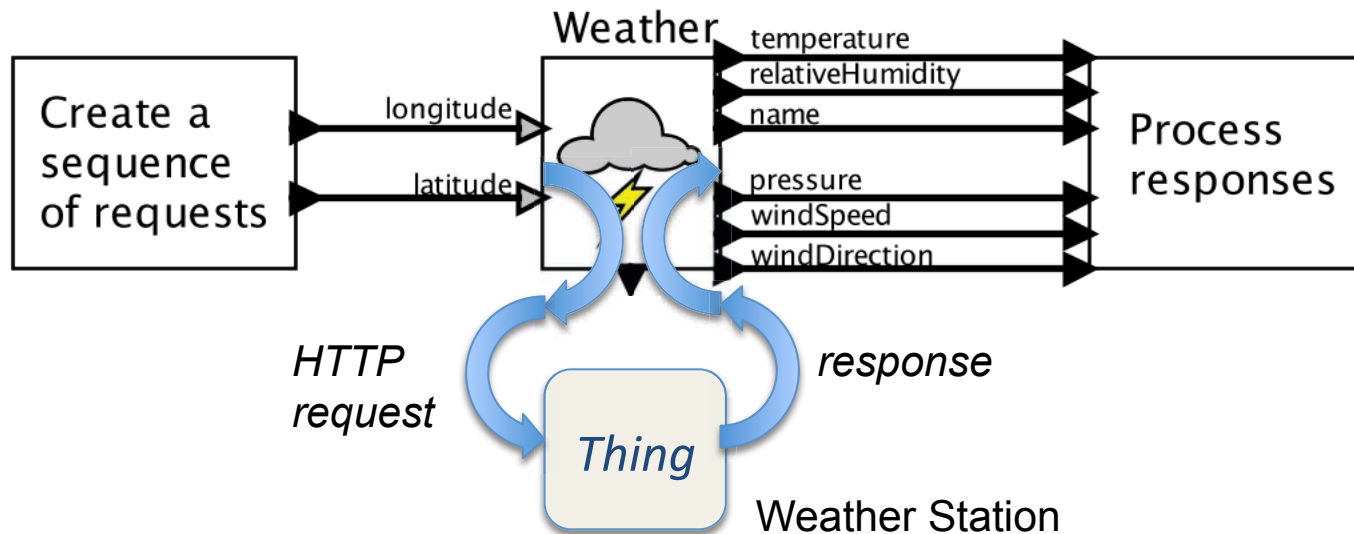 Weather
Create a
sequence
of requests
longitude
latitude
temperature
relativeHumidity
name
pressure
windSpeed
windDirection
Process
responses
HTTP
request
response
Thing
Weather Station